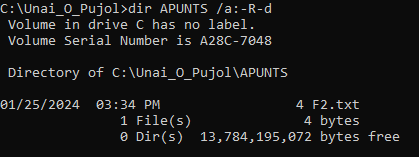 C:\Unai_O_Pujol>dir APUNTS /a:-R-d
Volume in drive C has no label.
Volume Serial Number is A28C-7048
Directory of C:\Unai_O_Pujol\APUNTS
01/25/2024  03:34 PM                 4 F2.txt
1 File(s)              4 bytes
0 Dir(s)  13,784,195,072 bytes free